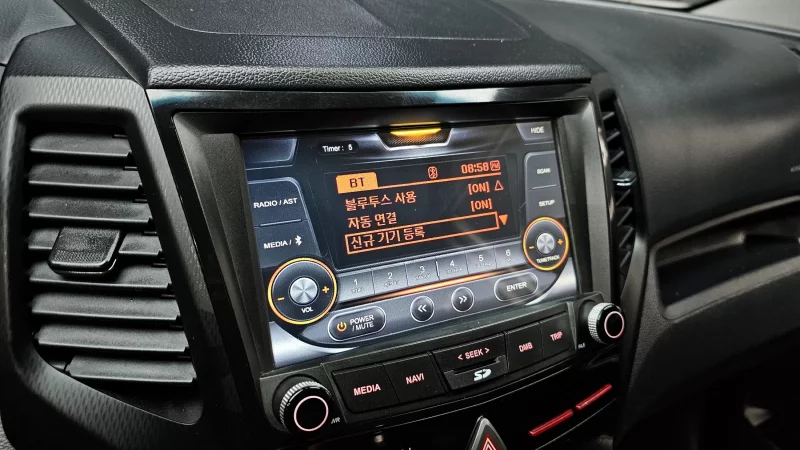 HIDE
Timer : 5
BT 08:58 PM
블루투스 사용 [ON]
자동 연결 [ON]
신규 기기 등록
RADIO / AST
MEDIA /
SCAN
SETUP
TUNE/TRACK
1 2 3 4 5 6
VOL
POWER
/ MUTE
ENTER
MEDIA
NAVI
< SEEK >
SD
DMB
TRIP